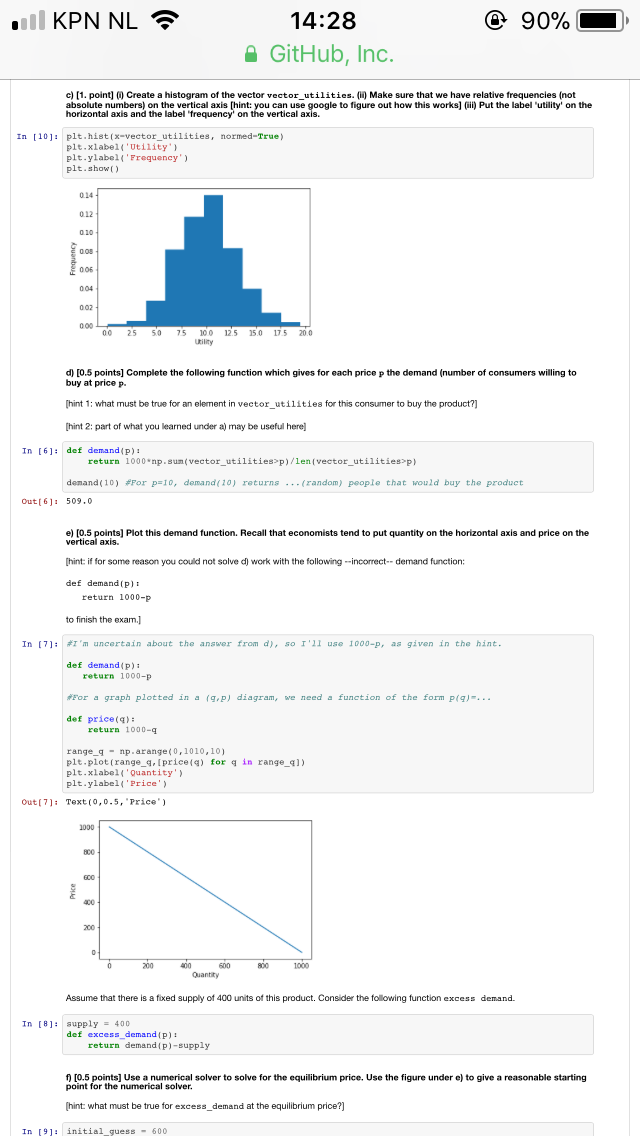 KPN NL 14:28 90%
GitHub, Inc.
c) [1. point] (i) Create a histogram of the vector vector_utilities. (ii) Make sure that we have relative frequencies (not
absolute numbers) on the vertical axis [hint: you can use google to figure out how this works] (iii) Put the label 'utility' on the
horizontal axis and the label 'frequency' on the vertical axis.
In [10]: plt.hist(x=vector_utilities, normed=True)
plt.xlabel('Utility')
plt.ylabel('Frequency')
plt.show()
0.14
0.12
0.10
0.08
0.06
0.04
0.02
0.00
Frequency
0.0 2.5 5.0 7.5 10.0 12.5 15.0 17.5 20.0
Utility
d) [0.5 points] Complete the following function which gives for each price p the demand (number of consumers willing to
buy at price p.
[hint 1: what must be true for an element in vector_utilities for this consumer to buy the product?]
[hint 2: part of what you learned under a) may be useful here]
In [6]: def demand(p):
return 1000*np.sum(vector_utilities>p)/len(vector_utilities>p)
demand(10) #For p=10, demand(10) returns ...(random) people that would buy the product
Out[6]: 509.0
e) [0.5 points] Plot this demand function. Recall that economists tend to put quantity on the horizontal axis and price on the
vertical axis.
[hint: if for some reason you could not solve d) work with the following --incorrect-- demand function:
def demand(p):
return 1000-p
to finish the exam.]
In [7]: #I'm uncertain about the answer from d), so I'll use 1000-p, as given in the hint.
def demand(p):
return 1000-p
#For a graph plotted in a (q,p) diagram, we need a function of the form p(q)=...
def price(q):
return 1000-q
range_q = np.arange(0,1010,10)
plt.plot(range_q,[price(q) for q in range_q])
plt.xlabel('Quantity')
plt.ylabel('Price')
Out[7]: Text(0,0.5,'Price')
1000
800
600
400
200
0
Price
0 200 400 600 800 1000
Quantity
Assume that there is a fixed supply of 400 units of this product. Consider the following function excess demand.
In [8]: supply = 400
def excess_demand(p):
return demand(p)-supply
f) [0.5 points] Use a numerical solver to solve for the equilibrium price. Use the figure under e) to give a reasonable starting
point for the numerical solver.
[hint: what must be true for excess_demand at the equilibrium price?]
In [9]: initial_guess = 600